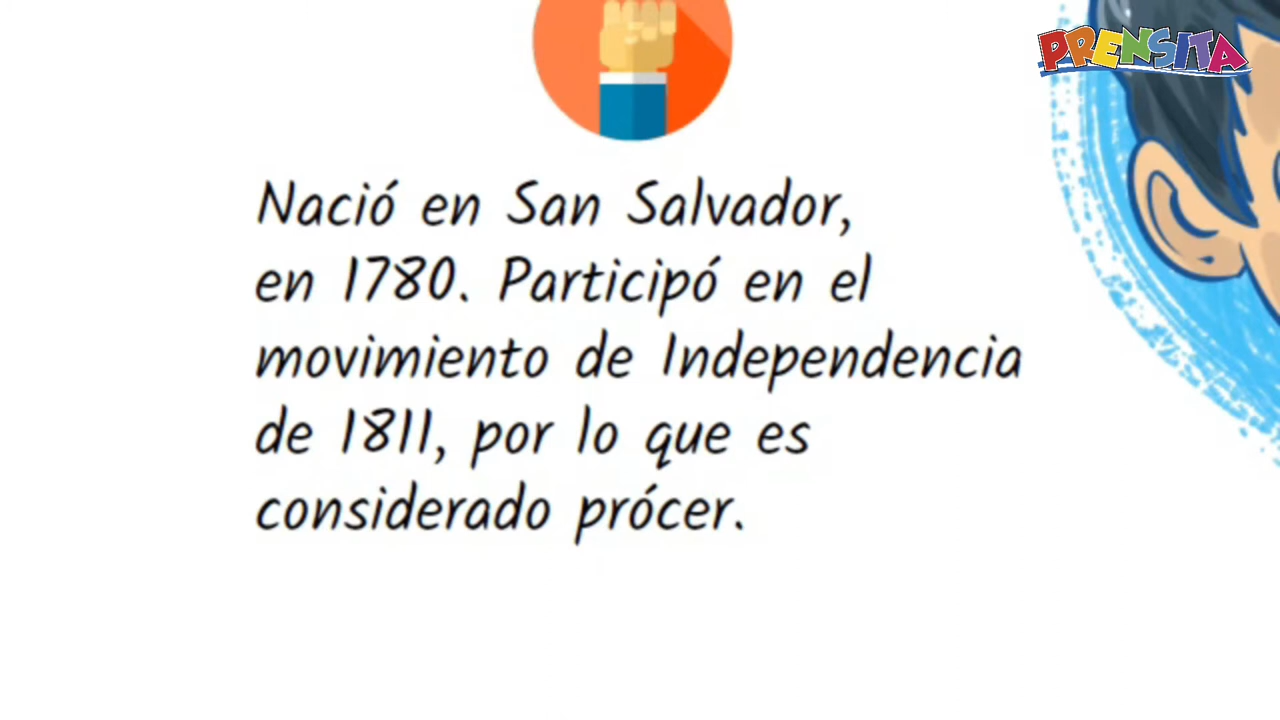 PRENSITA
Nació en San Salvador,
en 1780. Participó en el
movimiento de Independencia
de 1811, por lo que es
considerado prócer.